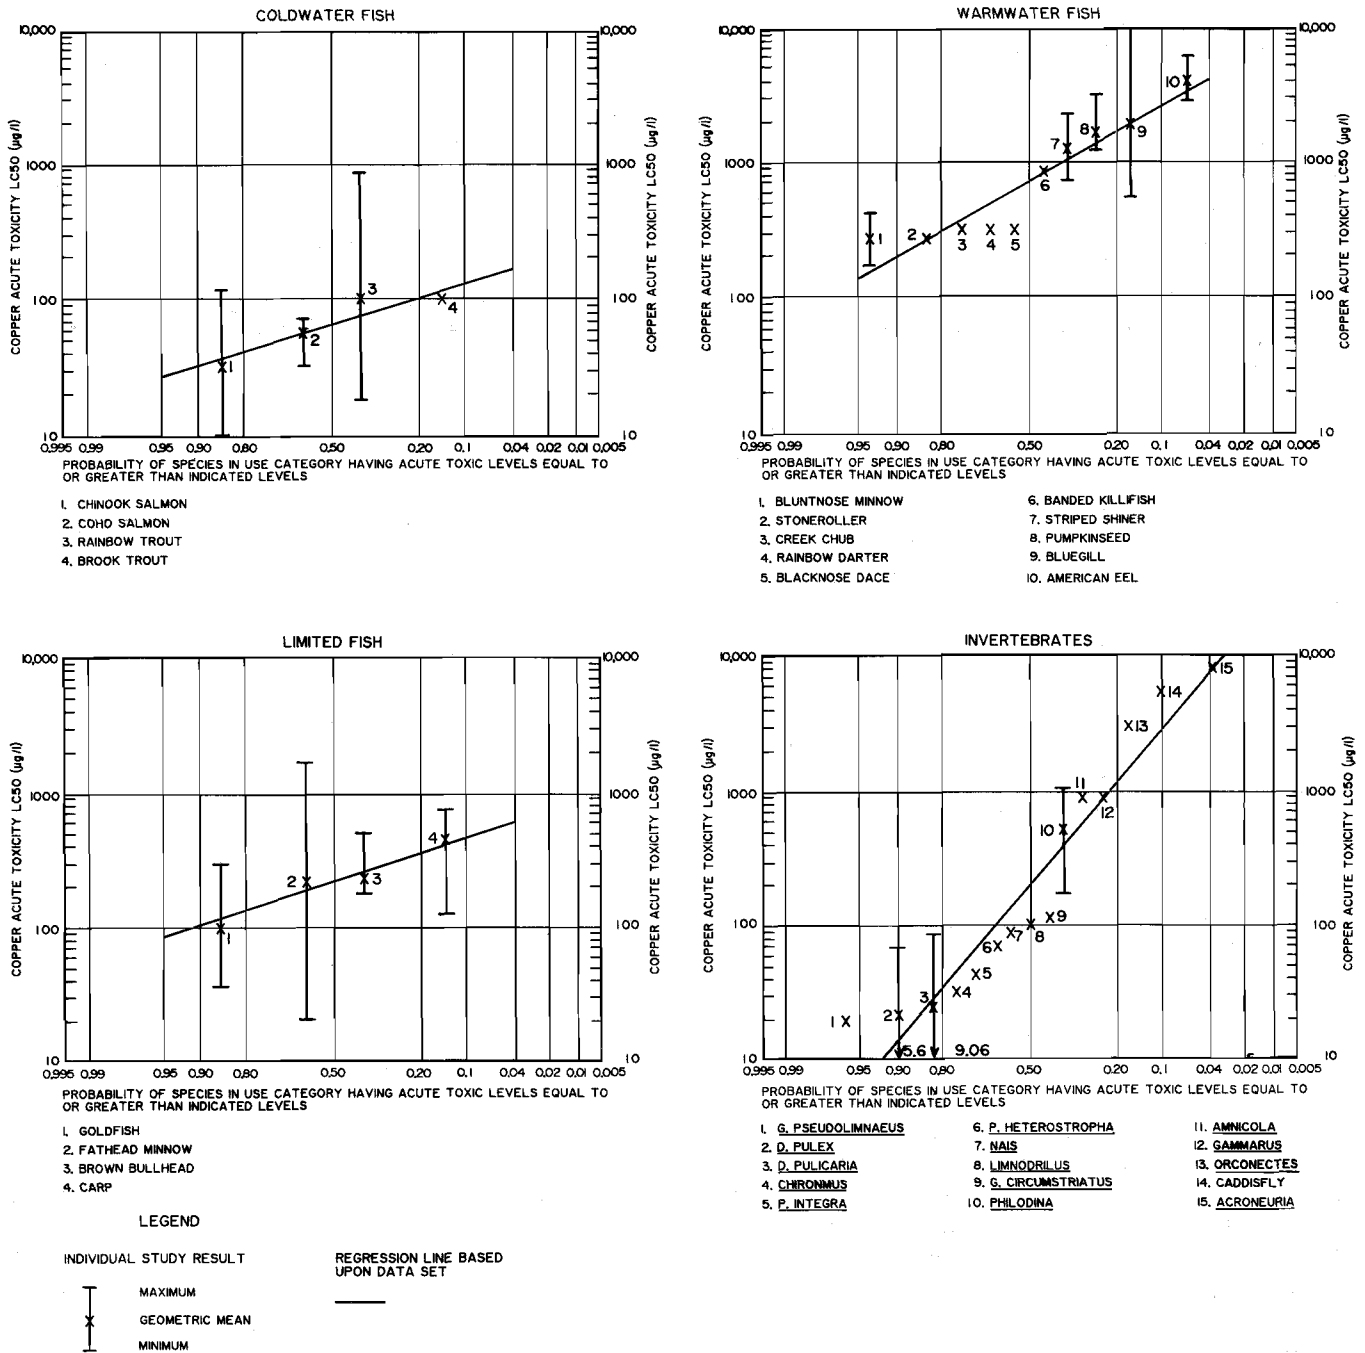 COLDWATER FISH
10,000
1000
100
10
COPPER ACUTE TOXICITY LC50 (µg/l)
1
2
3
4
10,000
1000
100
10
COPPER ACUTE TOXICITY LC50 (µg/l)
0.995 0.99 0.95 0.90 0.80 0.50 0.20 0.1 0.04 0.02 0.01 0.005
PROBABILITY OF SPECIES IN USE CATEGORY HAVING ACUTE TOXIC LEVELS EQUAL TO
OR GREATER THAN INDICATED LEVELS
1. CHINOOK SALMON
2. COHO SALMON
3. RAINBOW TROUT
4. BROOK TROUT
WARMWATER FISH
10,000
1000
100
10
COPPER ACUTE TOXICITY LC50 (µg/l)
1
2
3
4
5
6
7
8
9
10
10,000
1000
100
10
COPPER ACUTE TOXICITY LC50 (µg/l)
0.995 0.99 0.95 0.90 0.80 0.50 0.20 0.1 0.04 0.02 0.01 0.005
PROBABILITY OF SPECIES IN USE CATEGORY HAVING ACUTE TOXIC LEVELS EQUAL TO
OR GREATER THAN INDICATED LEVELS
1. BLUNTNOSE MINNOW
2. STONEROLLER
3. CREEK CHUB
4. RAINBOW DARTER
5. BLACKNOSE DACE
6. BANDED KILLIFISH
7. STRIPED SHINER
8. PUMPKINSEED
9. BLUEGILL
10. AMERICAN EEL
LIMITED FISH
10,000
1000
100
10
COPPER ACUTE TOXICITY LC50 (µg/l)
1
2
3
4
10,000
1000
100
10
COPPER ACUTE TOXICITY LC50 (µg/l)
0.995 0.99 0.95 0.90 0.80 0.50 0.20 0.1 0.04 0.02 0.01 0.005
PROBABILITY OF SPECIES IN USE CATEGORY HAVING ACUTE TOXIC LEVELS EQUAL TO
OR GREATER THAN INDICATED LEVELS
1. GOLDFISH
2. FATHEAD MINNOW
3. BROWN BULLHEAD
4. CARP
INVERTEBRATES
10,000
1000
100
10
COPPER ACUTE TOXICITY LC50 (µg/l)
1
2
3
4
5
6
7
8
9
10
11
12
13
14
15
5.6
9.06
10,000
1000
100
10
COPPER ACUTE TOXICITY LC50 (µg/l)
0.995 0.99 0.95 0.90 0.80 0.50 0.20 0.1 0.04 0.02 0.01 0.005
PROBABILITY OF SPECIES IN USE CATEGORY HAVING ACUTE TOXIC LEVELS EQUAL TO
OR GREATER THAN INDICATED LEVELS
1. G. PSEUDOLIMNAEUS
2. D. PULEX
3. D. PULICARIA
4. CHIRONMUS
5. P. INTEGRA
6. P. HETEROSTROPHA
7. NAIS
8. LIMNODRILUS
9. G. CIRCUMSTRIATUS
10. PHILODINA
11. AMNICOLA
12. GAMMARUS
13. ORCONECTES
14. CADDISFLY
15. ACRONEURIA
LEGEND
INDIVIDUAL STUDY RESULT
MAXIMUM
GEOMETRIC MEAN
MINIMUM
REGRESSION LINE BASED
UPON DATA SET